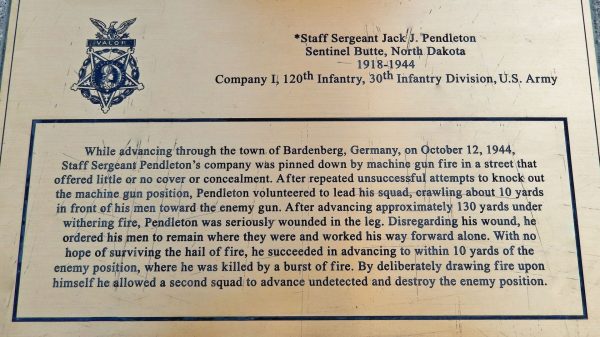 VALOR
*Staff Sergeant Jack J. Pendleton
Sentinel Butte, North Dakota
1918-1944
Company I, 120th Infantry, 30th Infantry Division, U.S. Army
While advancing through the town of Bardenberg, Germany, on October 12, 1944,
Staff Sergeant Pendleton's company was pinned down by machine gun fire in a street that
offered little or no cover or concealment. After repeated unsuccessful attempts to knock out
the machine gun position, Pendleton volunteered to lead his squad, crawling about 10 yards
in front of his men toward the enemy gun. After advancing approximately 130 yards under
withering fire, Pendleton was seriously wounded in the leg. Disregarding his wound, he
ordered his men to remain where they were and worked his way forward alone. With no
hope of surviving the hail of fire, he succeeded in advancing to within 10 yards of the
enemy position, where he was killed by a burst of fire. By deliberately drawing fire upon
himself he allowed a second squad to advance undetected and destroy the enemy position.